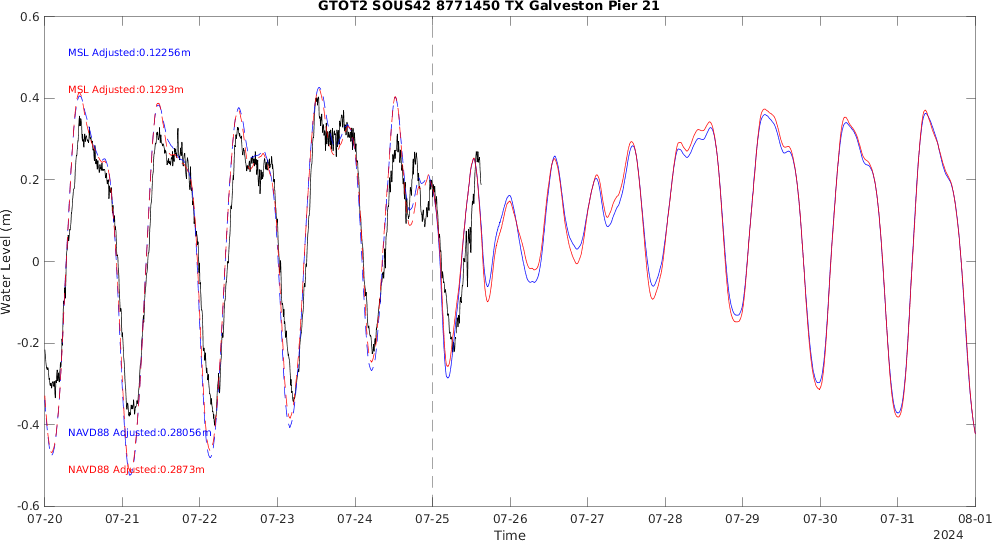 GTOT2 SOUS42 8771450 TX Galveston Pier 21
0.6
MSL Adjusted:0.12256m
0.4
MSL Adjusted:0.1293m
0.2
0
Water Level (m)
-0.2
-0.4
NAVD88 Adjusted:0.28056m
NAVD88 Adjusted:0.2873m
-0.6
07-20 07-21 07-22 07-23 07-24 07-25 07-26 07-27 07-28 07-29 07-30 07-31 08-01
Time
2024